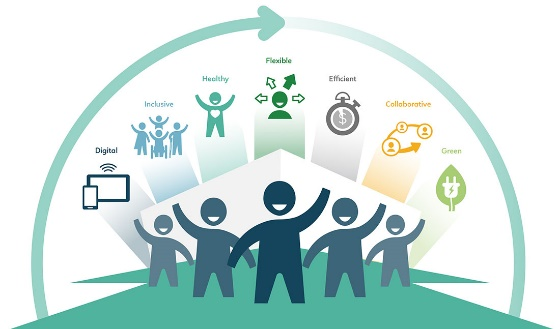 Digital
Inclusive
Healthy
Flexible
Efficient
Collaborative
Green
$